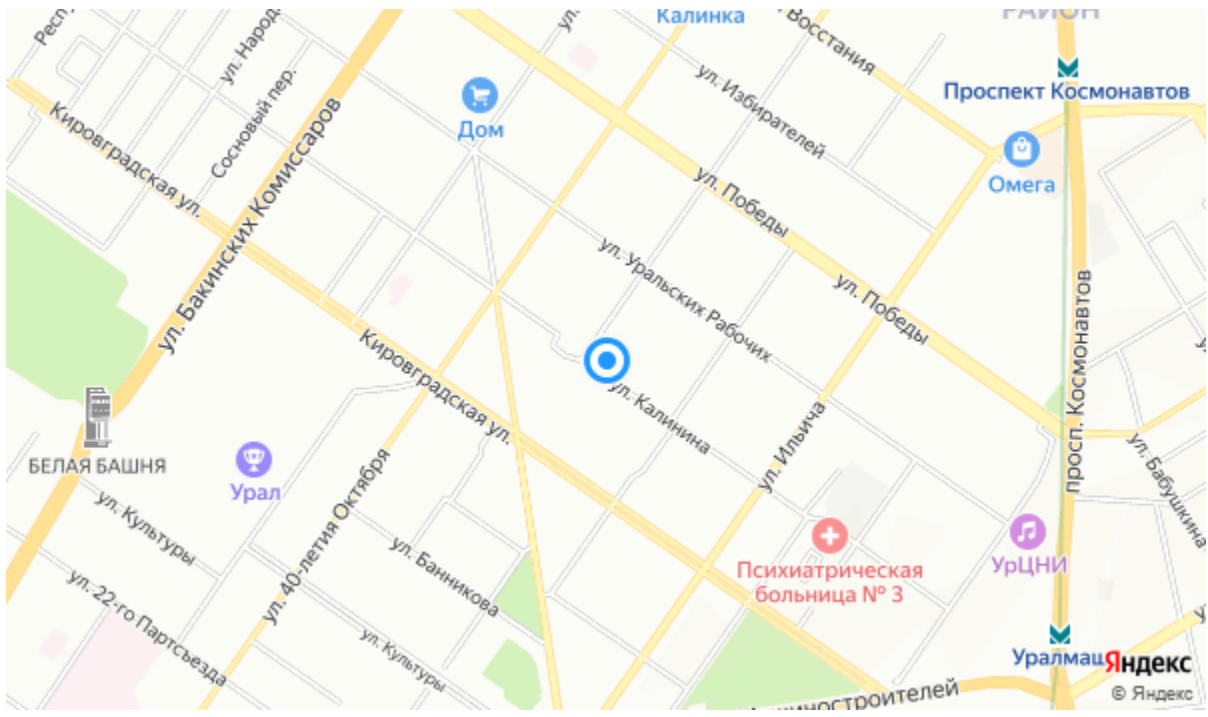 Калинка
РАЙОН
Восстания
ул. Народ
ул.
Проспект Космонавтов
ул. Избирателей
Сосновый пер.
Дом
Омега
Кировградская ул.
ул. Бакинских Комиссаров
ул. Победы
ул. Уральских Рабочих
ул. Победы
просп. Космонавтов
Кировградская ул.
ул. Калинина
ул. Ильича
БЕЛАЯ БАШНЯ
Урал
ул. Бабушкина
ул. Культуры
ул. 40-летия Октября
ул. Банникова
УрЦНИ
Психиатрическая
больница № 3
ул. 22-го Партсъезда
ул. Культуры
Уралмаш
Яндекс
© Яндекс